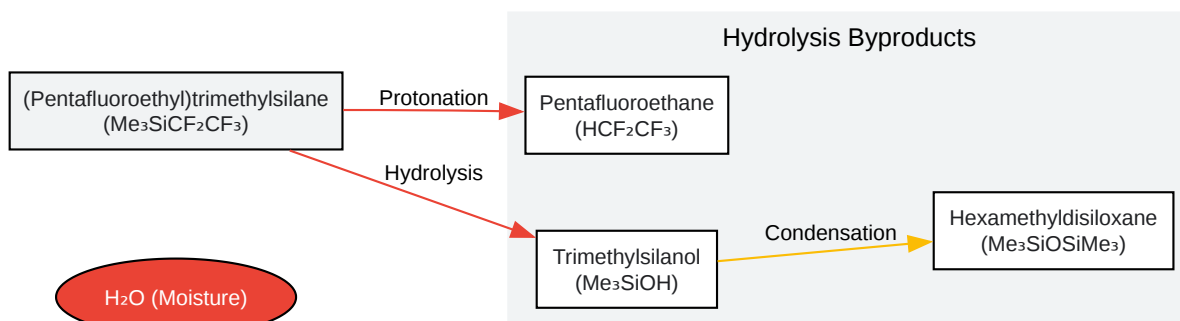 Hydrolysis Byproducts
(Pentafluoroethyl)trimethylsilane
(Me₃SiCF₂CF₃)
Protonation
Pentafluoroethane
(HCF₂CF₃)
Hydrolysis
Trimethylsilanol
(Me₃SiOH)
Condensation
Hexamethyldisiloxane
(Me₃SiOSiMe₃)
H₂O (Moisture)